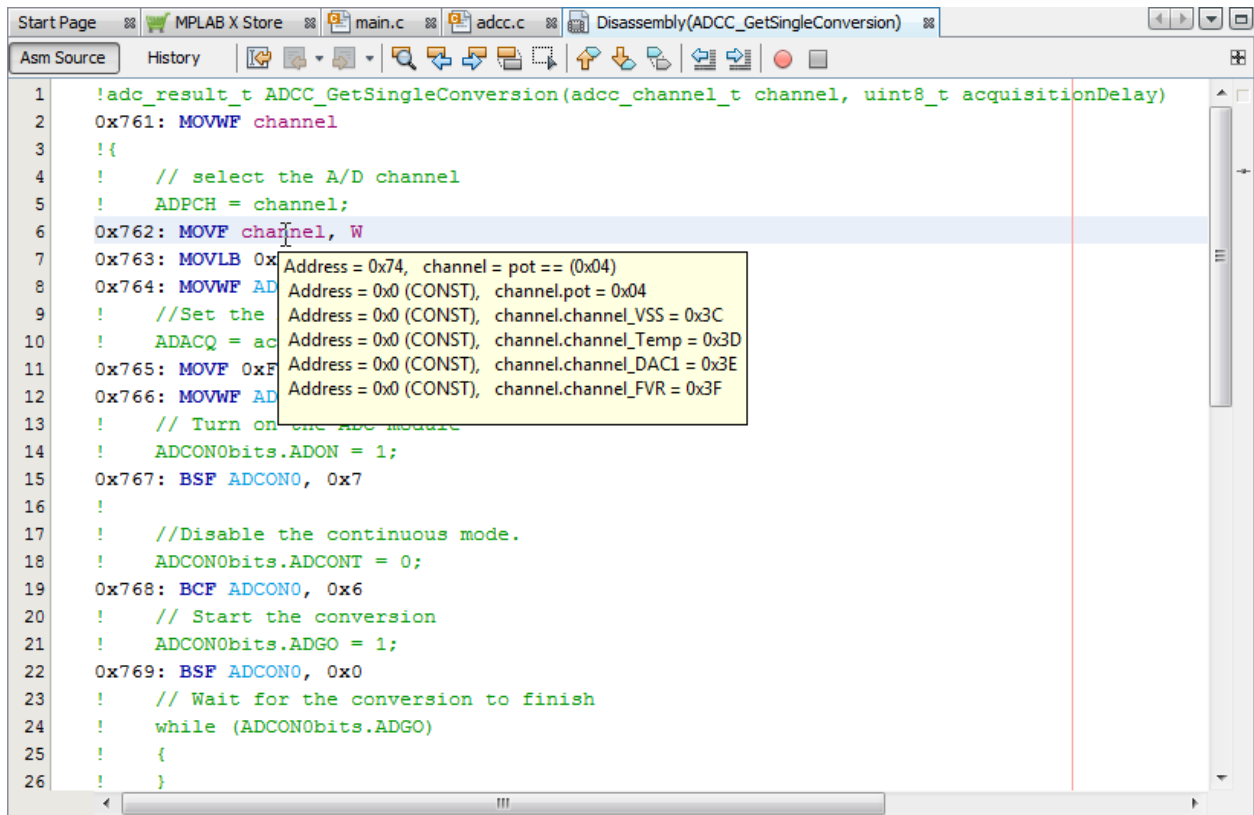 Start Page MPLAB X Store main.c adcc.c Disassembly(ADCC_GetSingleConversion)
Asm Source History
1 !adc_result_t ADCC_GetSingleConversion(adcc_channel_t channel, uint8_t acquisitionDelay)
2 0x761: MOVWF channel
3 !{
4 ! // select the A/D channel
5 ! ADPCH = channel;
6 0x762: MOVF channel, W
7 0x763: MOVLB 0x
8 0x764: MOVWF AD
9 ! //Set the
10 ! ADACQ = ac
11 0x765: MOVF 0xF
12 0x766: MOVWF AD
13 ! // Turn on the ADC module
14 ! ADCON0bits.ADON = 1;
15 0x767: BSF ADCON0, 0x7
16 !
17 ! //Disable the continuous mode.
18 ! ADCON0bits.ADCONT = 0;
19 0x768: BCF ADCON0, 0x6
20 ! // Start the conversion
21 ! ADCON0bits.ADGO = 1;
22 0x769: BSF ADCON0, 0x0
23 ! // Wait for the conversion to finish
24 ! while (ADCON0bits.ADGO)
25 ! {
26 ! }
Address = 0x74, channel = pot == (0x04)
Address = 0x0 (CONST), channel.pot = 0x04
Address = 0x0 (CONST), channel.channel_VSS = 0x3C
Address = 0x0 (CONST), channel.channel_Temp = 0x3D
Address = 0x0 (CONST), channel.channel_DAC1 = 0x3E
Address = 0x0 (CONST), channel.channel_FVR = 0x3F